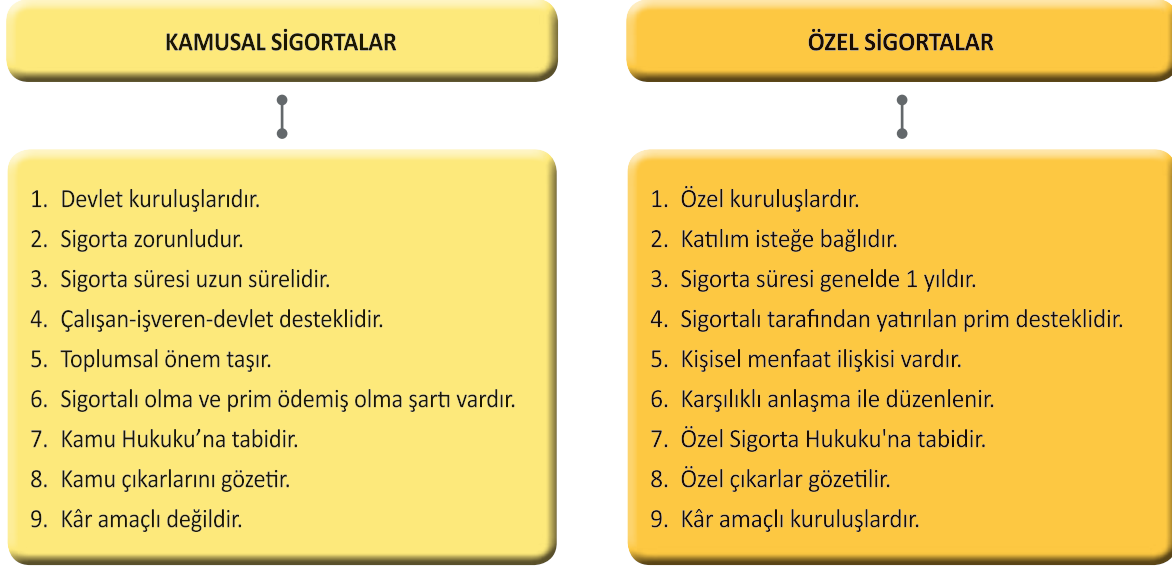 KAMUSAL SİGORTALAR
1. Devlet kuruluşlarıdır.
2. Sigorta zorunludur.
3. Sigorta süresi uzun sürelidir.
4. Çalışan-işveren-devlet desteklidir.
5. Toplumsal önem taşır.
6. Sigortalı olma ve prim ödemiş olma şartı vardır.
7. Kamu Hukuku’na tabidir.
8. Kamu çıkarlarını gözetir.
9. Kâr amaçlı değildir.
ÖZEL SİGORTALAR
1. Özel kuruluşlardır.
2. Katılım isteğe bağlıdır.
3. Sigorta süresi genelde 1 yıldır.
4. Sigortalı tarafından yatırılan prim desteklidir.
5. Kişisel menfaat ilişkisi vardır.
6. Karşılıklı anlaşma ile düzenlenir.
7. Özel Sigorta Hukuku'na tabidir.
8. Özel çıkarlar gözetilir.
9. Kâr amaçlı kuruluşlardır.